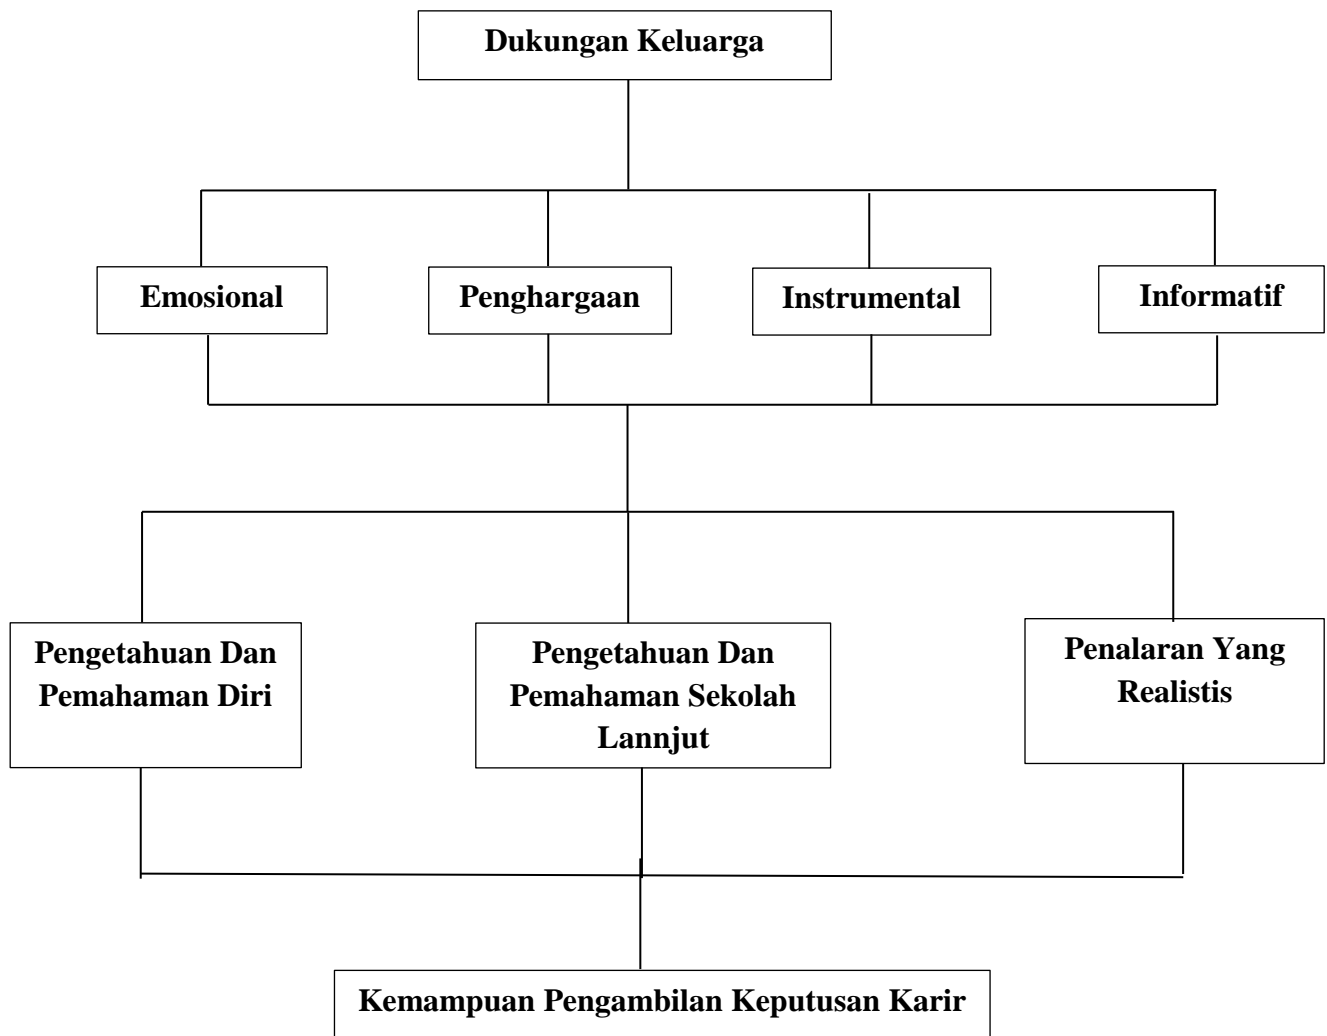 Dukungan Keluarga
Emosional
Penghargaan
Instrumental
Informatif
Pengetahuan Dan
Pemahaman Diri
Pengetahuan Dan
Pemahaman Sekolah
Lannjut
Penalaran Yang
Realistis
Kemampuan Pengambilan Keputusan Karir